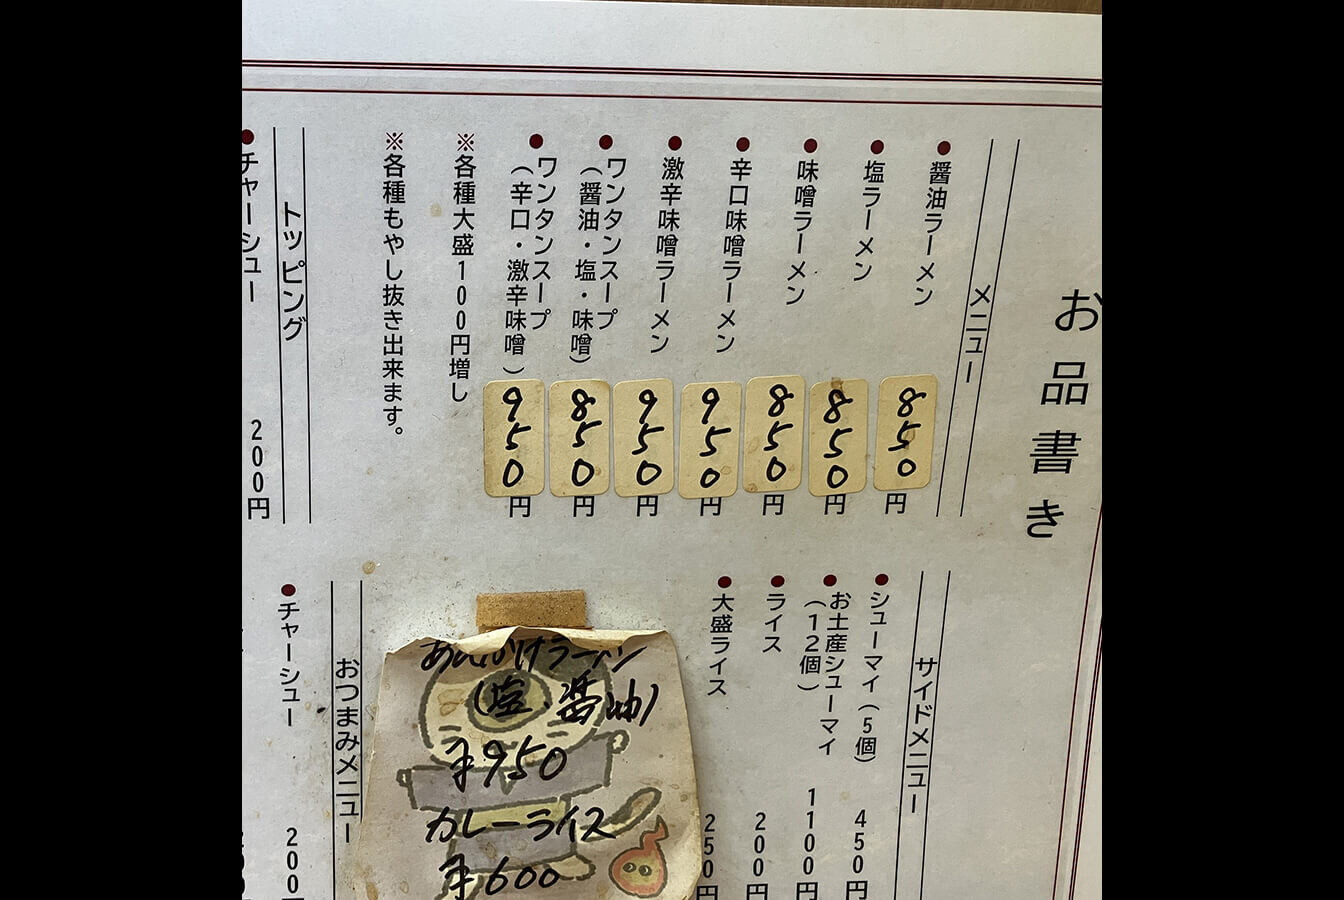 お品書き
メニュー
● 醤油ラーメン 850円
● 塩ラーメン 850円
● 味噌ラーメン 850円
● 辛口味噌ラーメン 950円
● 激辛味噌ラーメン 950円
● ワンタンスープ
(醤油・塩・味噌) 850円
● ワンタンスープ
(辛口・激辛味噌) 950円
※各種大盛100円増し
※各種もやし抜き出来ます。
トッピング
● チャーシュー 200円
サイドメニュー
● シューマイ(5個) 450円
● お土産シューマイ
(12個) 1100円
● ライス 200円
● 大盛ライス 250円
あんかけラーメン
(塩、醤油)
¥950
カレーライス
¥600
おつまみメニュー
● チャーシュー 200円